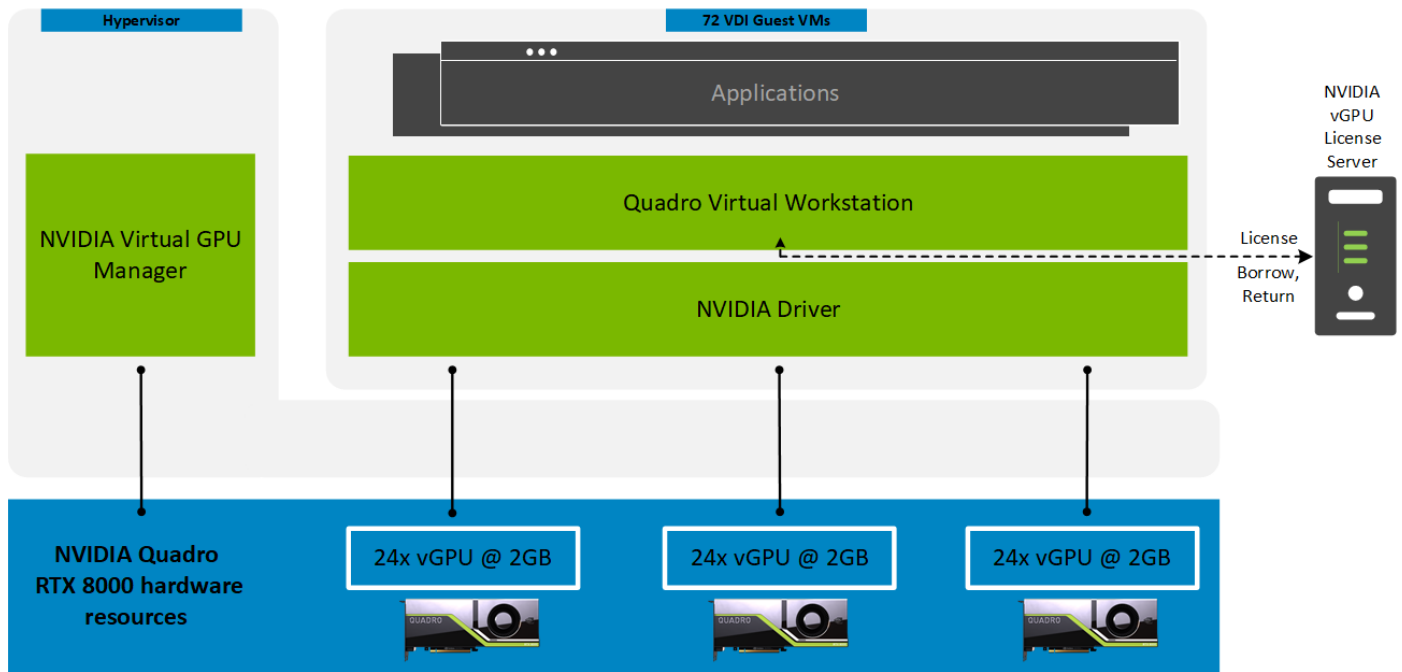 Hypervisor
72 VDI Guest VMs
Applications
NVIDIA
vGPU
License
Server
NVIDIA Virtual GPU
Manager
Quadro Virtual Workstation
License
Borrow,
Return
NVIDIA Driver
NVIDIA Quadro
RTX 8000 hardware
resources
24x vGPU @ 2GB
24x vGPU @ 2GB
24x vGPU @ 2GB
QUADRO
QUADRO
QUADRO